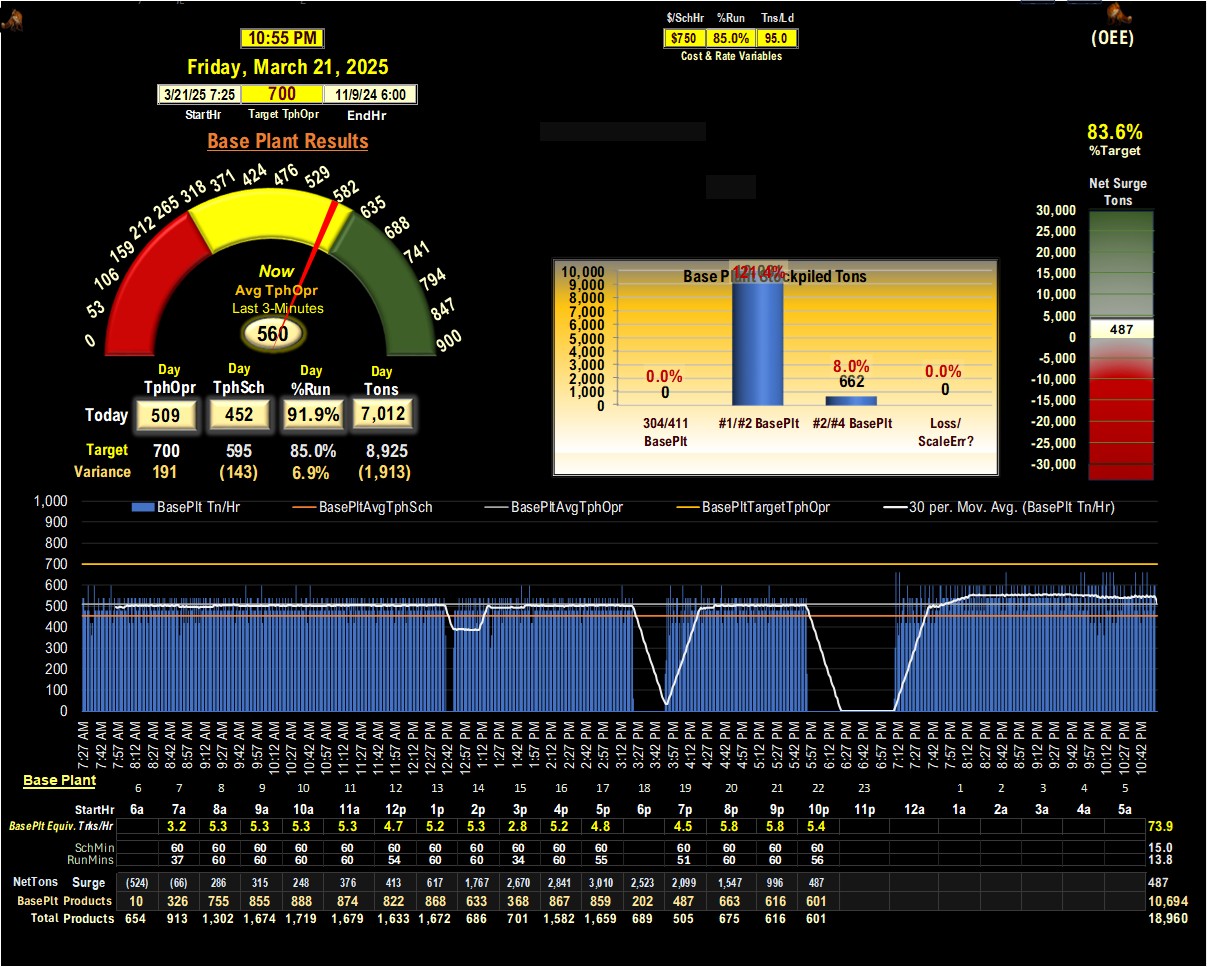 $/SchHr %Run Tns/Ld
$750 85.0% 95.0
Cost & Rate Variables
(OEE)
10:55 PM
Friday, March 21, 2025
3/21/25 7:25 700 11/9/24 6:00
StartHr Target TphOpr EndHr
Base Plant Results
0 53 106 159 212 265 318 371 424 476 529 582 635 688 741 794 847 900
Now
Avg TphOpr
Last 3-Minutes
560
Day Day Day Day
TphOpr TphSch %Run Tons
Today 509 452 91.9% 7,012
Target 700 595 85.0% 8,925
Variance 191 (143) 6.9% (1,913)
Base Plant Stockpiled Tons
10,000
9,000
8,000
7,000
6,000
5,000
4,000
3,000
2,000
1,000
0
0.0% 8.0% 0.0%
0 662 0
304/411 BasePlt
#1/#2 BasePlt
#2/#4 BasePlt
Loss/ ScaleErr?
83.6%
%Target
Net Surge
Tons
30,000
25,000
20,000
15,000
10,000
5,000
0
-5,000
-10,000
-15,000
-20,000
-25,000
-30,000
487
BasePlt Tn/Hr BasePltAvgTphSch BasePltAvgTphOpr BasePltTargetTphOpr 30 per. Mov. Avg. (BasePlt Tn/Hr)
1,000
900
800
700
600
500
400
300
200
100
0
7:27 AM 7:42 AM 7:57 AM 8:12 AM 8:27 AM 8:42 AM 8:57 AM 9:12 AM 9:27 AM 9:42 AM 9:57 AM 10:12 AM 10:27 AM 10:42 AM 10:57 AM 11:12 AM 11:27 AM 11:42 AM 11:57 AM 12:12 PM 12:27 PM 12:42 PM 12:57 PM 1:12 PM 1:27 PM 1:42 PM 1:57 PM 2:12 PM 2:27 PM 2:42 PM 2:57 PM 3:12 PM 3:27 PM 3:42 PM 3:57 PM 4:12 PM 4:27 PM 4:42 PM 4:57 PM 5:12 PM 5:27 PM 5:42 PM 5:57 PM 6:12 PM 6:27 PM 6:42 PM 6:57 PM 7:12 PM 7:27 PM 7:42 PM 7:57 PM 8:12 PM 8:27 PM 8:42 PM 8:57 PM 9:12 PM 9:27 PM 9:42 PM 9:57 PM 10:12 PM 10:27 PM 10:42 PM
Base Plant
6 7 8 9 10 11 12 13 14 15 16 17 18 19 20 21 22 23 1 2 3 4 5
StartHr 6a 7a 8a 9a 10a 11a 12p 1p 2p 3p 4p 5p 6p 7p 8p 9p 10p 11p 12a 1a 2a 3a 4a 5a
BasePlt Equiv. Trks/Hr 3.2 5.3 5.3 5.3 5.3 4.7 5.2 5.3 2.8 5.2 4.8 4.5 5.8 5.8 5.4 73.9
SchMin 60 60 60 60 60 60 60 60 60 60 60 60 60 60 60 15.0
RunMins 37 60 60 60 60 54 60 60 34 60 55 51 60 60 56 13.8
NetTons Surge (524) (66) 286 315 248 376 413 617 1,767 2,670 2,841 3,010 2,523 2,099 1,547 996 487 487
BasePlt Products 10 326 755 855 888 874 822 868 633 368 867 859 202 487 663 616 601 10,694
Total Products 654 913 1,302 1,674 1,719 1,679 1,633 1,672 686 701 1,582 1,659 689 505 675 616 601 18,960